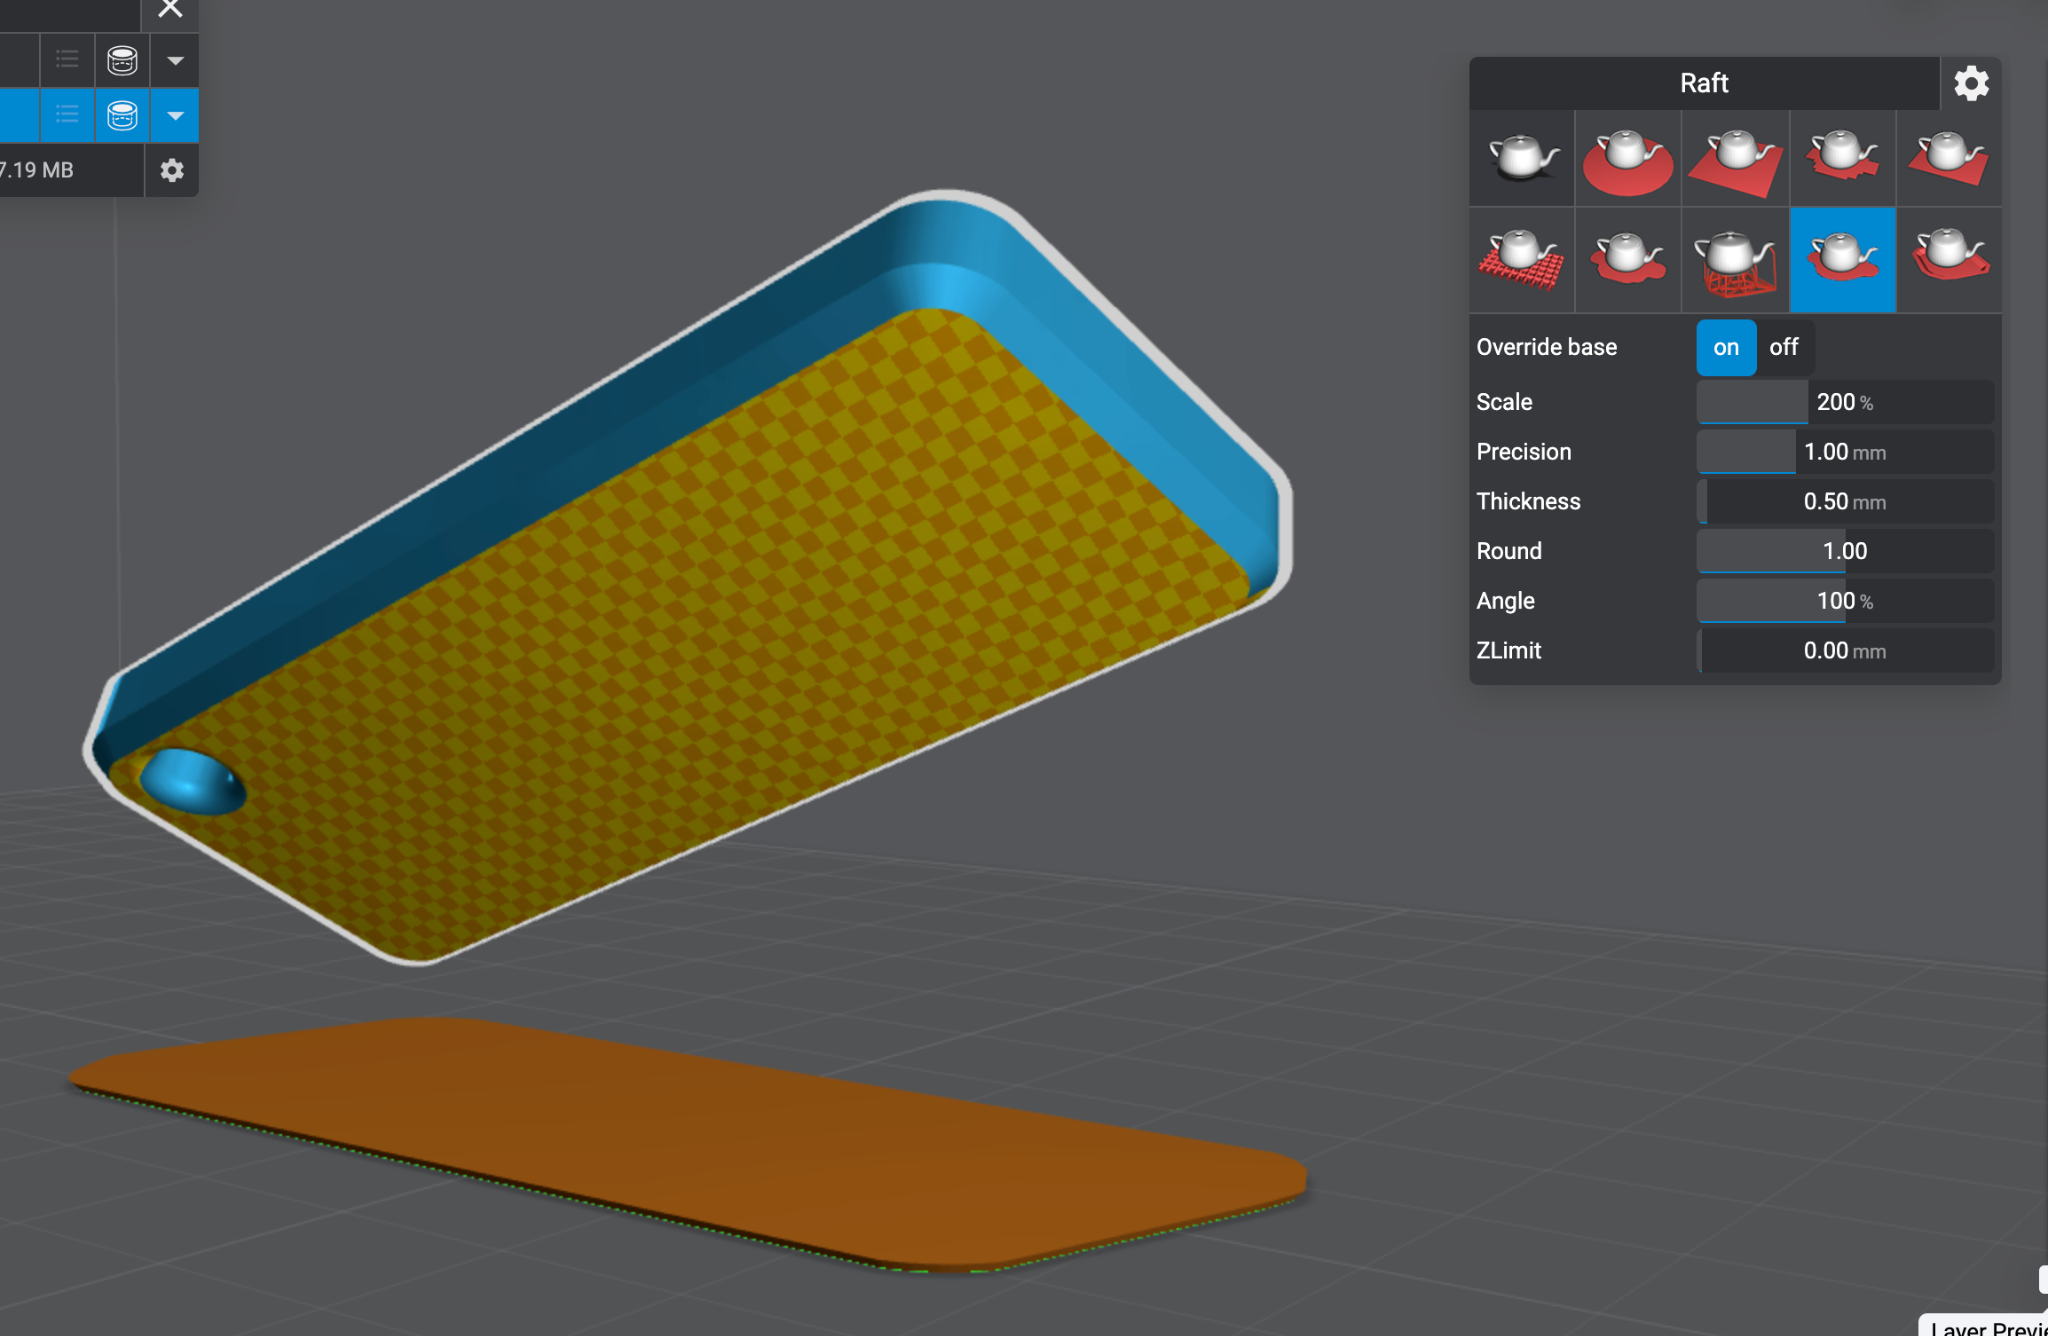 7.19 MB
Raft
Override base on off
Scale 200 %
Precision 1.00 mm
Thickness 0.50 mm
Round 1.00
Angle 100 %
ZLimit 0.00 mm
Layer